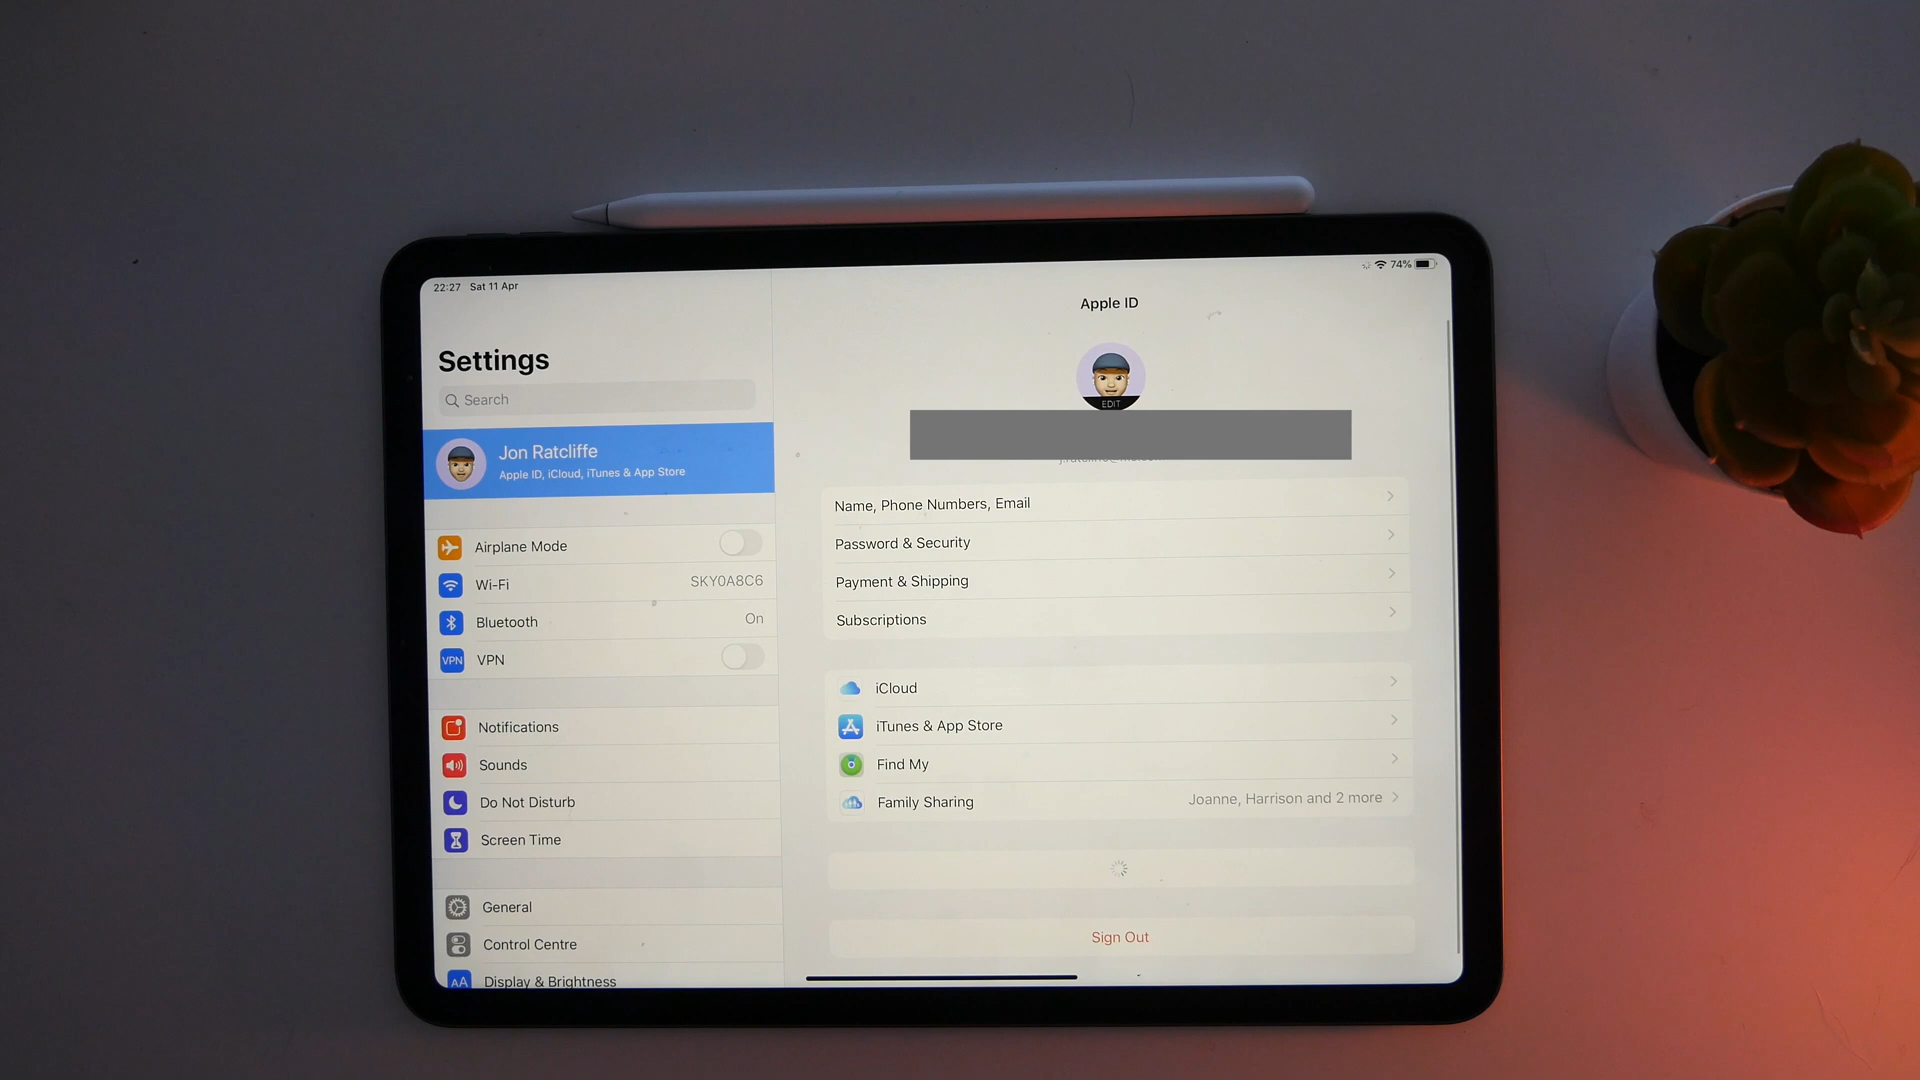 22:27 Sat 11 Apr
74%
Settings
Search
Jon Ratcliffe
Apple ID, iCloud, iTunes & App Store
Airplane Mode
Wi-Fi SKY0A8C6
Bluetooth On
VPN VPN
Notifications
Sounds
Do Not Disturb
Screen Time
General
Control Centre
AA Display & Brightness
Apple ID
EDIT
Name, Phone Numbers, Email
Password & Security
Payment & Shipping
Subscriptions
iCloud
iTunes & App Store
Find My
Family Sharing Joanne, Harrison and 2 more
Sign Out